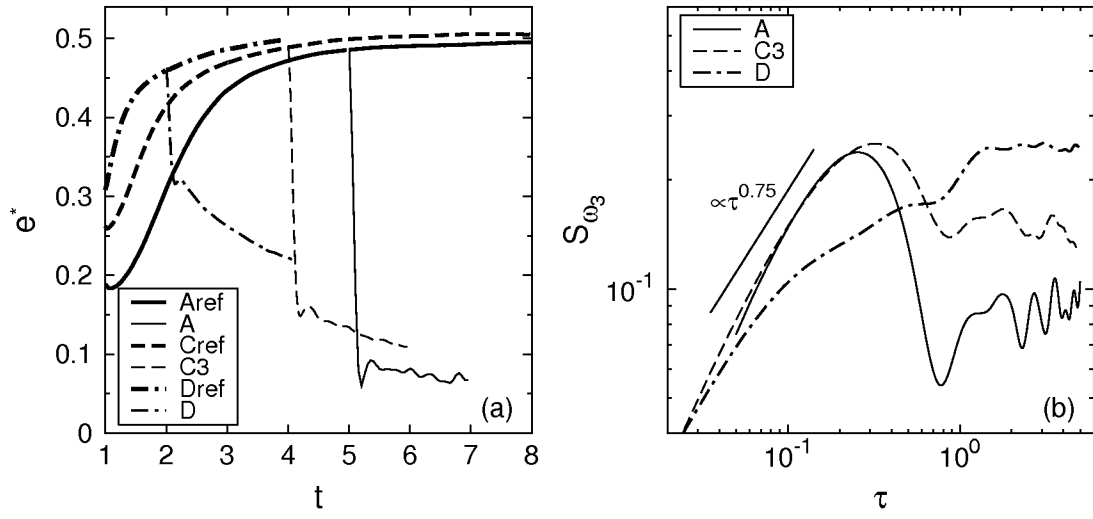 0.5
0.4
0.3
0.2
0.1
0
e*
Aref
A
Cref
C3
Dref
D
(a)
1 2 3 4 5 6 7 8
t
A
C3
D
∝τ^0.75
S_ω3
10^-1
(b)
10^-1 10^0
τ